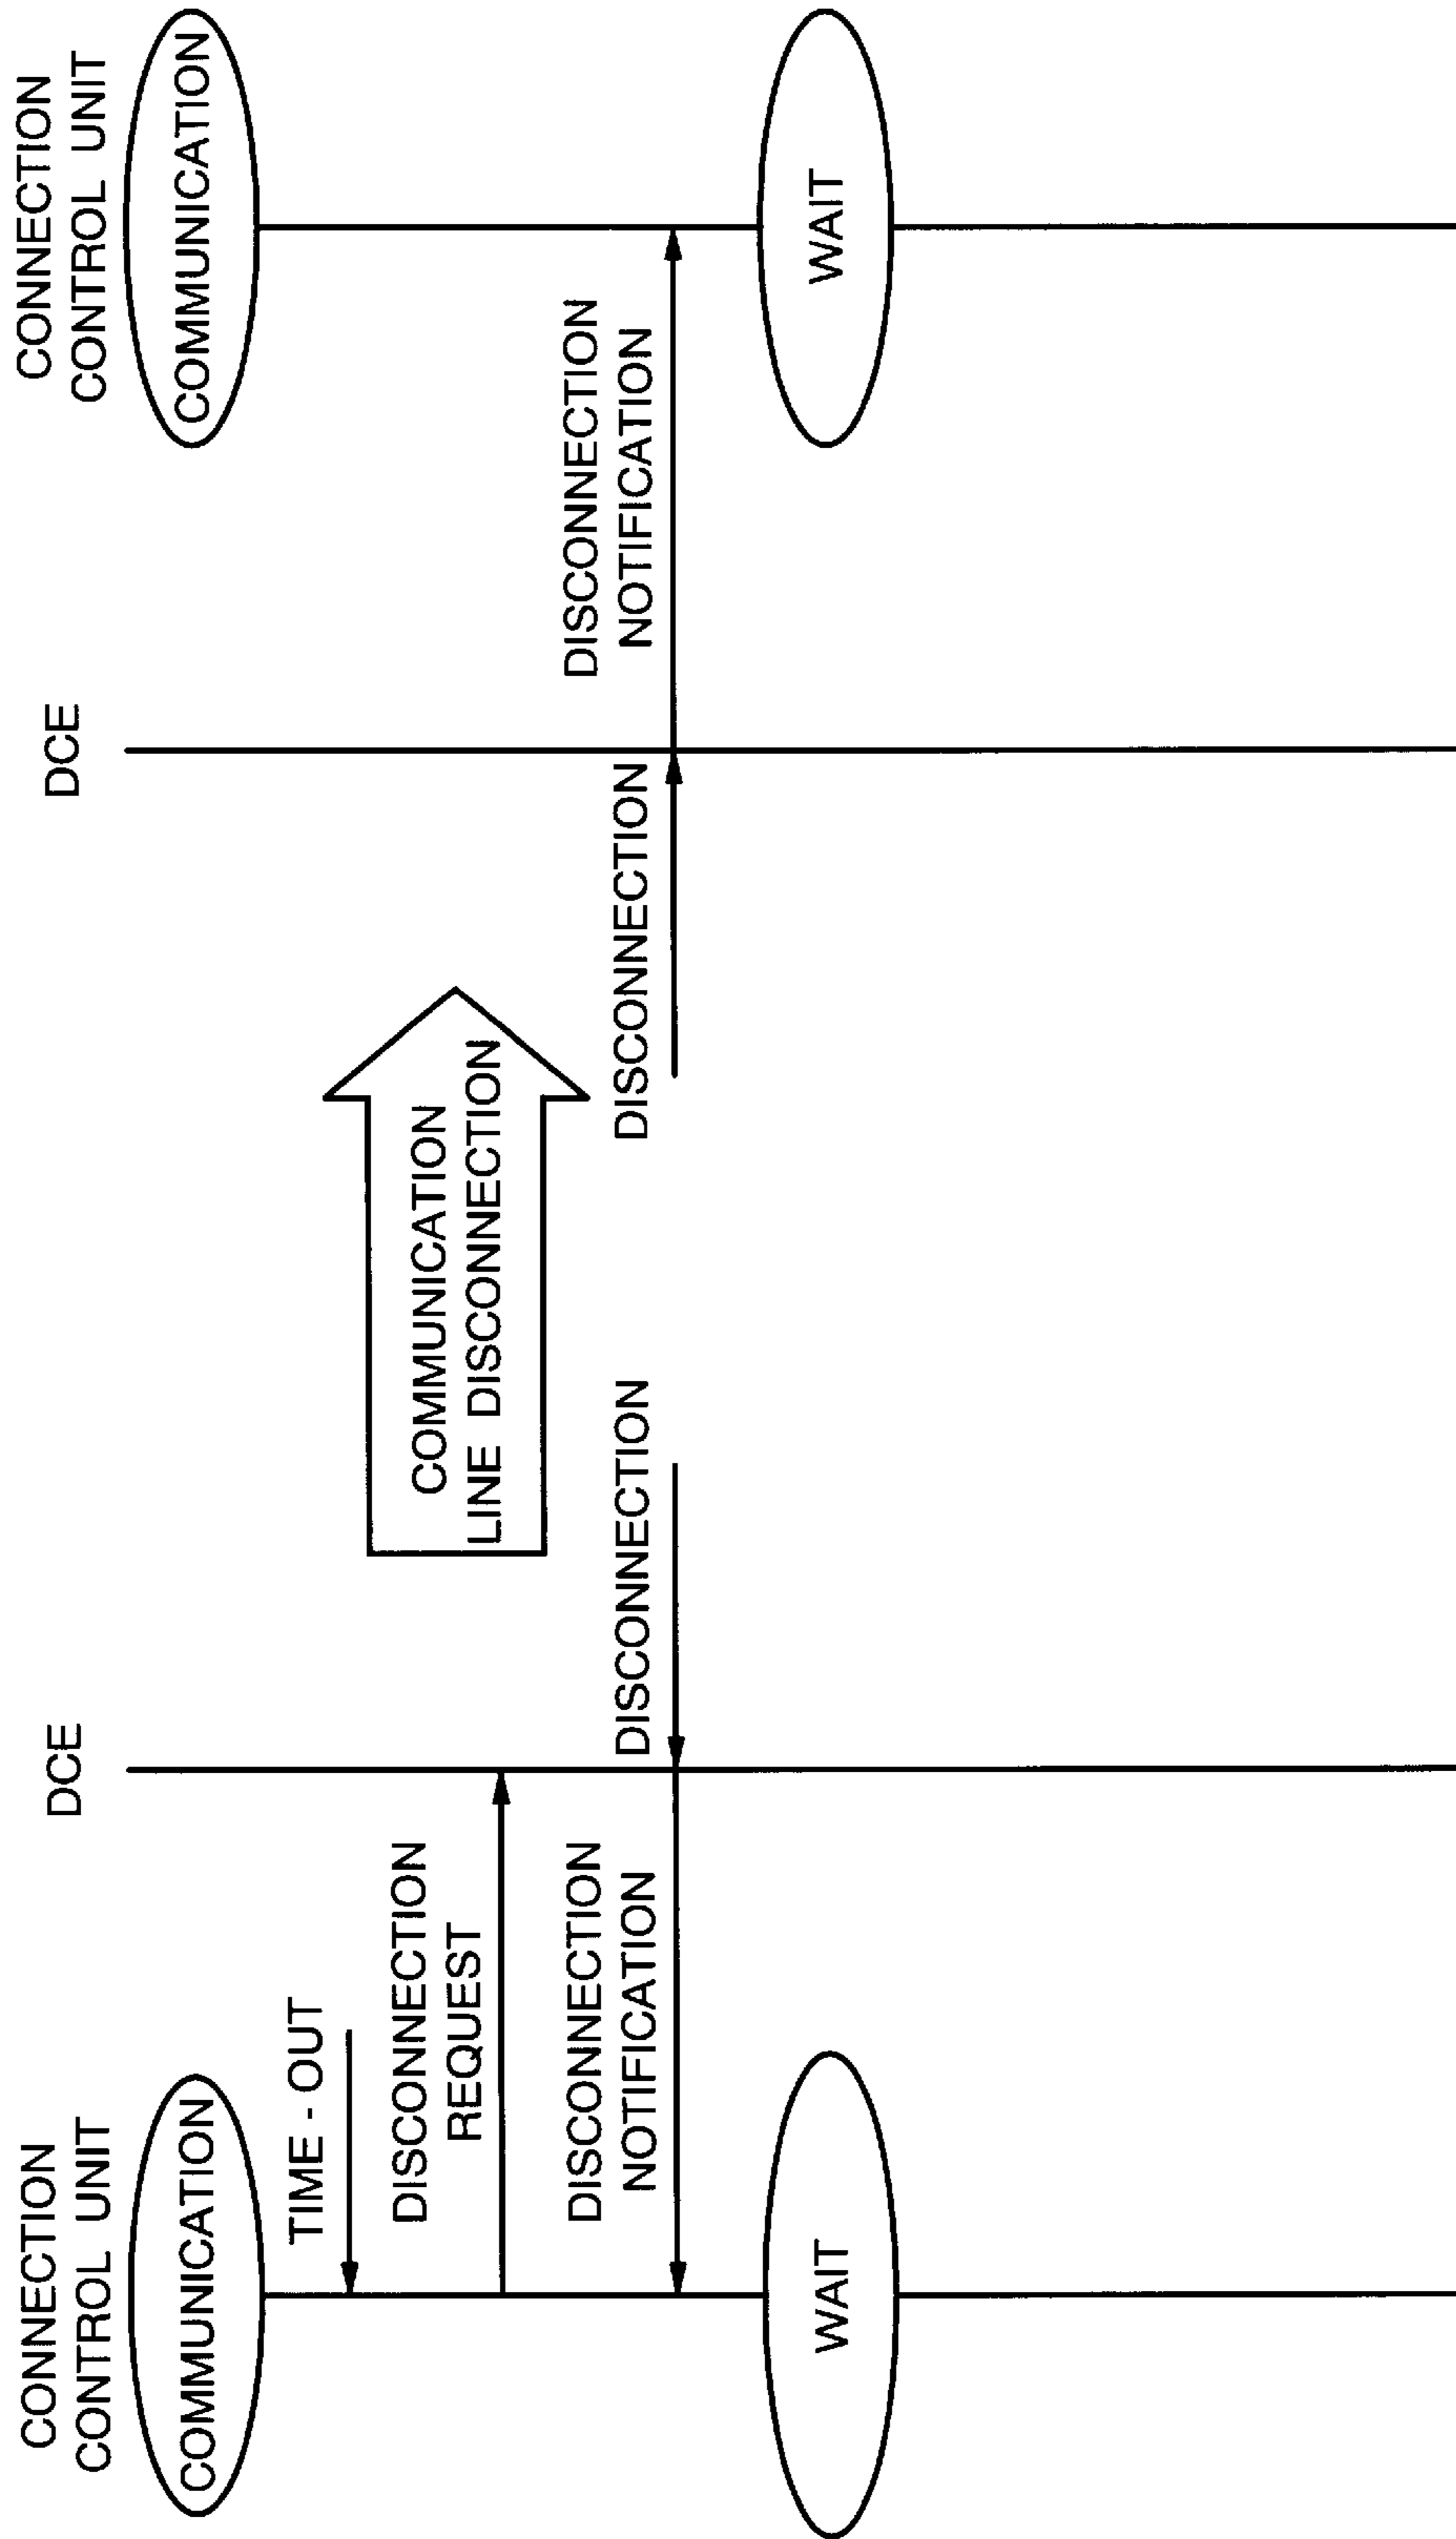 CONNECTION
CONTROL UNIT
DCE
DCE
CONNECTION
CONTROL UNIT
COMMUNICATION
COMMUNICATION
TIME - OUT
DISCONNECTION
REQUEST
COMMUNICATION
LINE DISCONNECTION
DISCONNECTION
NOTIFICATION
DISCONNECTION
DISCONNECTION
DISCONNECTION
NOTIFICATION
WAIT
WAIT